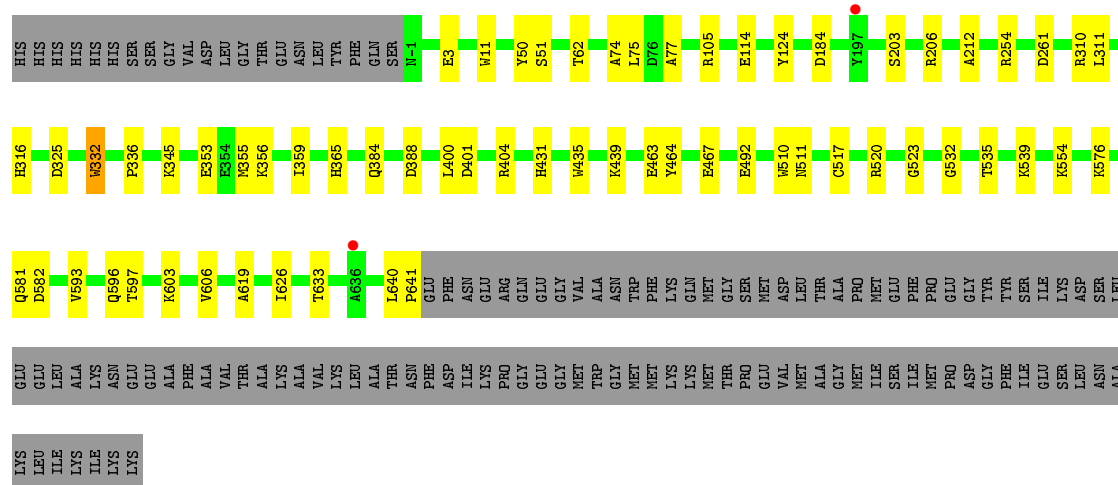 HIS HIS HIS HIS HIS HIS SER SER GLY VAL ASP LEU GLY THR GLU ASN LEU TYR PHE GLN SER N-1 E3 W11 Y50 S51 T62 A74 L75 D76 A77 R105 E114 Y124 D184 Y197 S203 R206 A212 R254 D261 R310 L311
H316 D325 W332 P336 K345 E353 E354 M355 K356 I359 H365 Q384 D388 L400 D401 R404 H431 W435 K439 E463 Y464 E467 E492 W510 N511 C517 R520 G523 G532 T535 K539 K554 K576
Q581 D582 V593 Q596 T597 K603 V606 A619 I626 T633 A636 L640 P641 GLU PHE ASN GLU ARG GLN GLU GLY VAL ALA ASN TRP PHE LYS GLN MET GLY SER MET ASP LEU THR ALA PRO MET GLU PHE PRO GLU GLY TYR TYR SER ILE LYS ASP SER LEU
GLU GLU LEU ALA LYS ASN GLU GLU ALA PHE ALA VAL THR ALA LYS ALA VAL LYS LEU ALA THR ASN PHE ASP ILE LYS PRO GLY GLU GLY MET TRP GLY MET MET LYS LYS MET THR PRO GLU VAL MET ALA GLY MET ILE SER ILE MET PRO ASP GLY PHE ILE GLU SER LEU ASN ALA
LYS LEU ILE LYS ILE LYS LYS